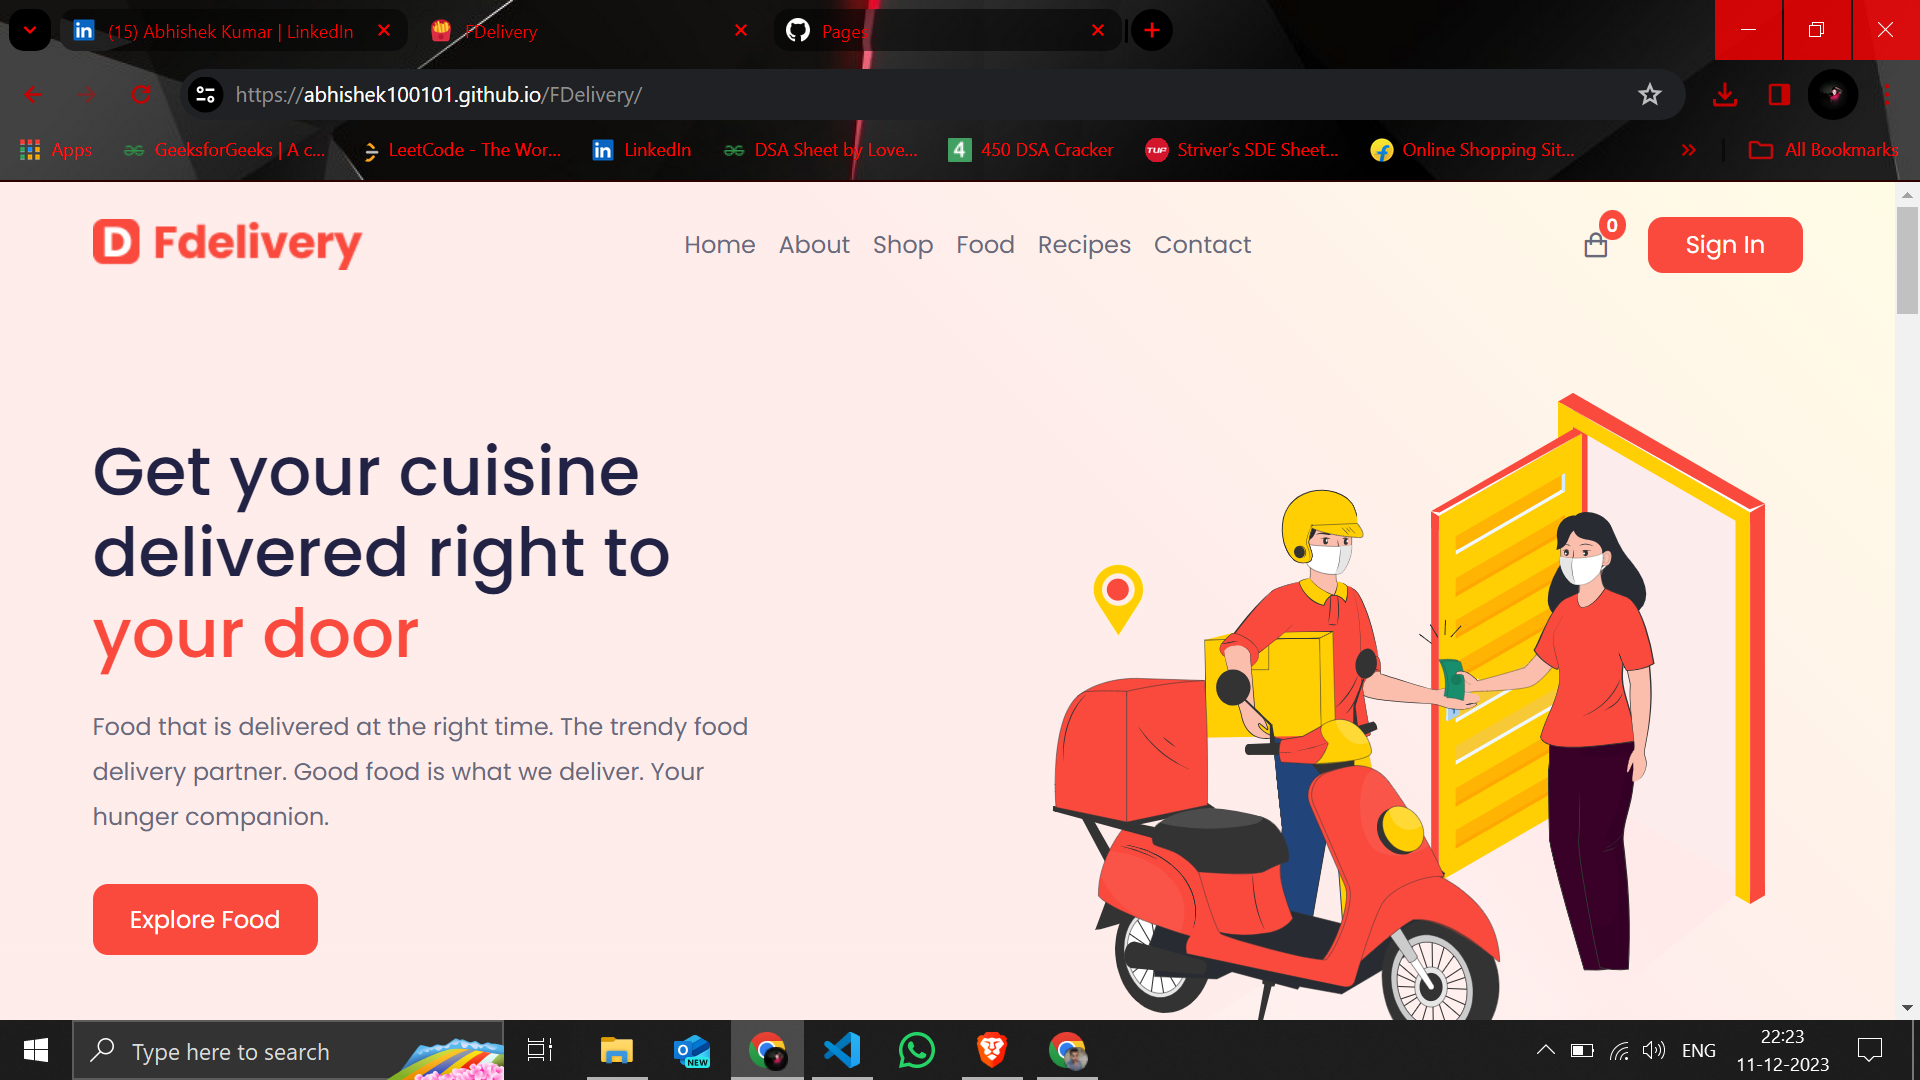 (15) Abhishek Kumar | LinkedIn
FDelivery
Pages
https://abhishek100101.github.io/FDelivery/
Apps
GeeksforGeeks | A c...
LeetCode - The Wor...
LinkedIn
DSA Sheet by Love...
450 DSA Cracker
Striver's SDE Sheet...
Online Shopping Sit...
All Bookmarks
D Fdelivery
Home About Shop Food Recipes Contact
0
Sign In
Get your cuisine
delivered right to
your door
Food that is delivered at the right time. The trendy food
delivery partner. Good food is what we deliver. Your
hunger companion.
Explore Food
Type here to search
NEW
ENG
22:23
11-12-2023